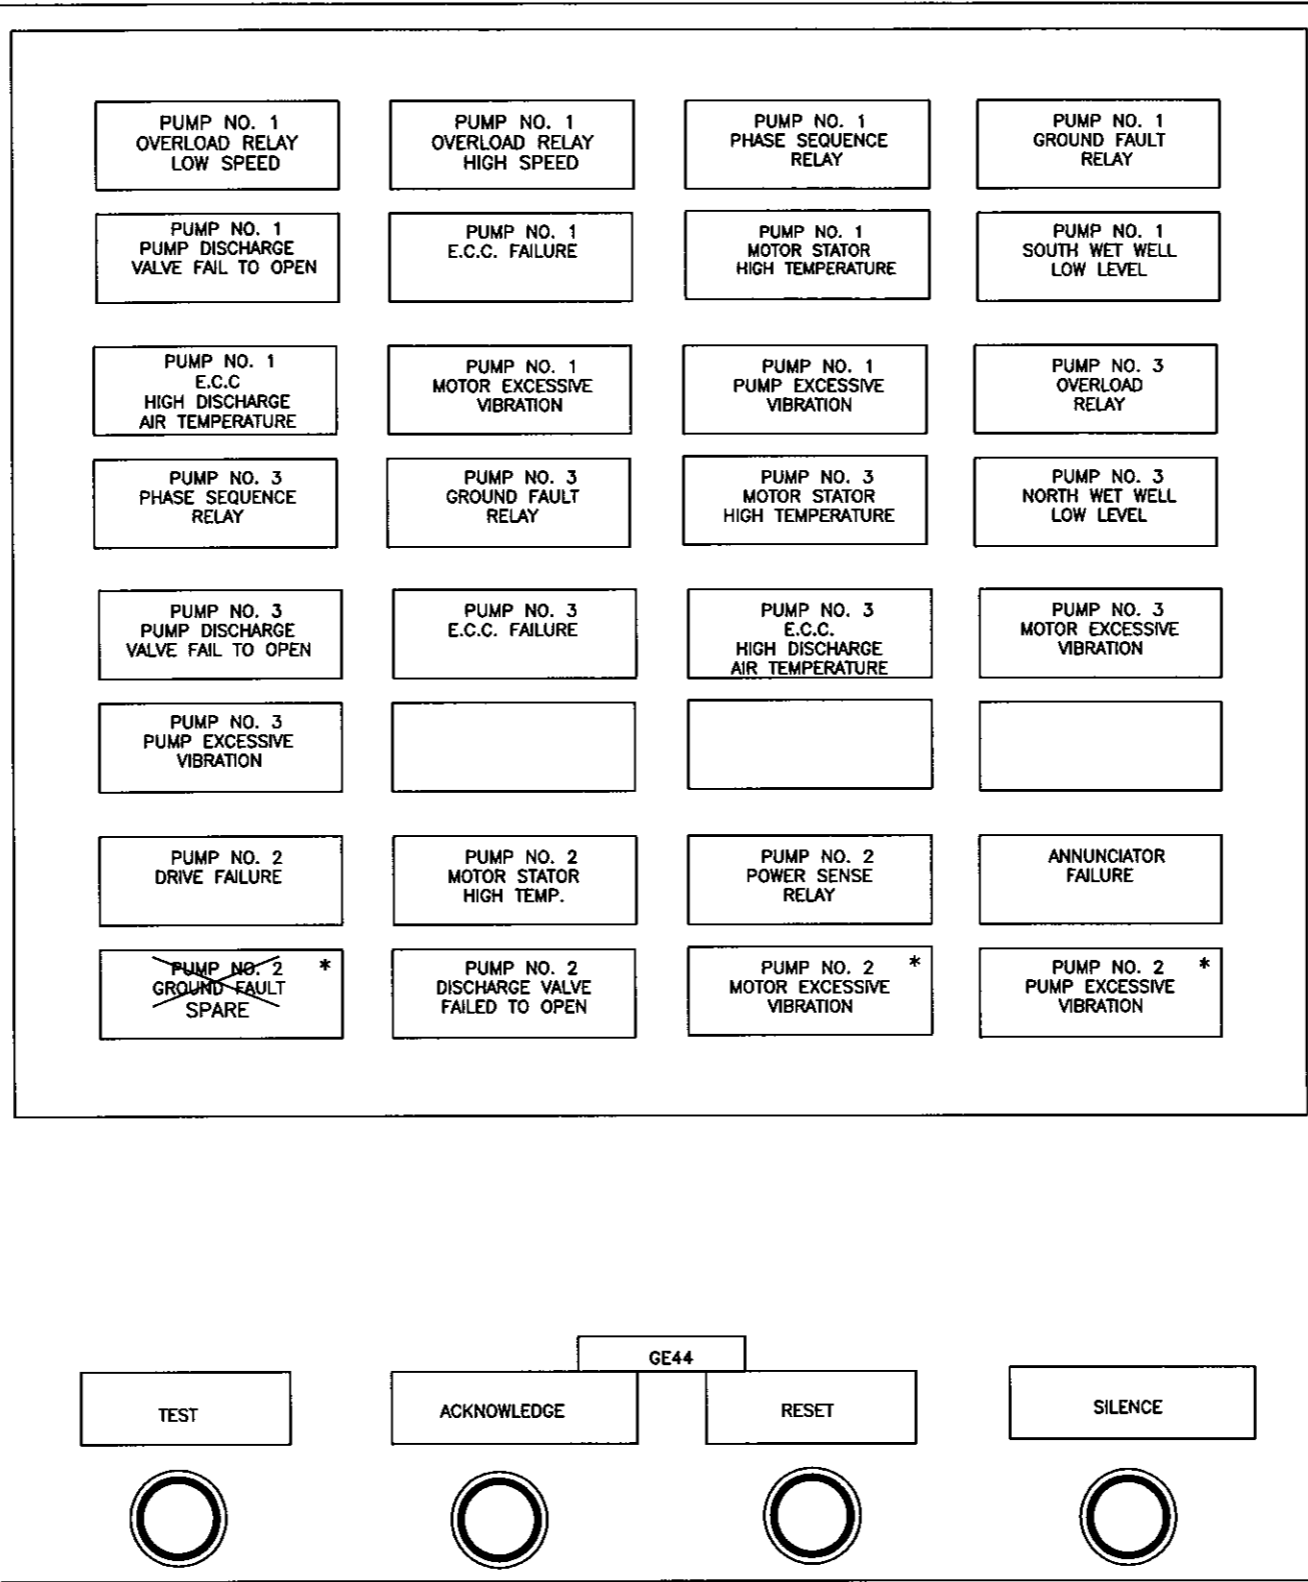 PUMP NO. 1
OVERLOAD RELAY
LOW SPEED
PUMP NO. 1
OVERLOAD RELAY
HIGH SPEED
PUMP NO. 1
PHASE SEQUENCE
RELAY
PUMP NO. 1
GROUND FAULT
RELAY
PUMP NO. 1
PUMP DISCHARGE
VALVE FAIL TO OPEN
PUMP NO. 1
E.C.C. FAILURE
PUMP NO. 1
MOTOR STATOR
HIGH TEMPERATURE
PUMP NO. 1
SOUTH WET WELL
LOW LEVEL
PUMP NO. 1
E.C.C
HIGH DISCHARGE
AIR TEMPERATURE
PUMP NO. 1
MOTOR EXCESSIVE
VIBRATION
PUMP NO. 1
PUMP EXCESSIVE
VIBRATION
PUMP NO. 3
OVERLOAD
RELAY
PUMP NO. 3
PHASE SEQUENCE
RELAY
PUMP NO. 3
GROUND FAULT
RELAY
PUMP NO. 3
MOTOR STATOR
HIGH TEMPERATURE
PUMP NO. 3
NORTH WET WELL
LOW LEVEL
PUMP NO. 3
PUMP DISCHARGE
VALVE FAIL TO OPEN
PUMP NO. 3
E.C.C. FAILURE
PUMP NO. 3
E.C.C.
HIGH DISCHARGE
AIR TEMPERATURE
PUMP NO. 3
MOTOR EXCESSIVE
VIBRATION
PUMP NO. 3
PUMP EXCESSIVE
VIBRATION
PUMP NO. 2
DRIVE FAILURE
PUMP NO. 2
MOTOR STATOR
HIGH TEMP.
PUMP NO. 2
POWER SENSE
RELAY
ANNUNCIATOR
FAILURE
PUMP NO. 2 *
GROUND FAULT
SPARE
PUMP NO. 2
DISCHARGE VALVE
FAILED TO OPEN
PUMP NO. 2 *
MOTOR EXCESSIVE
VIBRATION
PUMP NO. 2 *
PUMP EXCESSIVE
VIBRATION
GE44
TEST
ACKNOWLEDGE
RESET
SILENCE